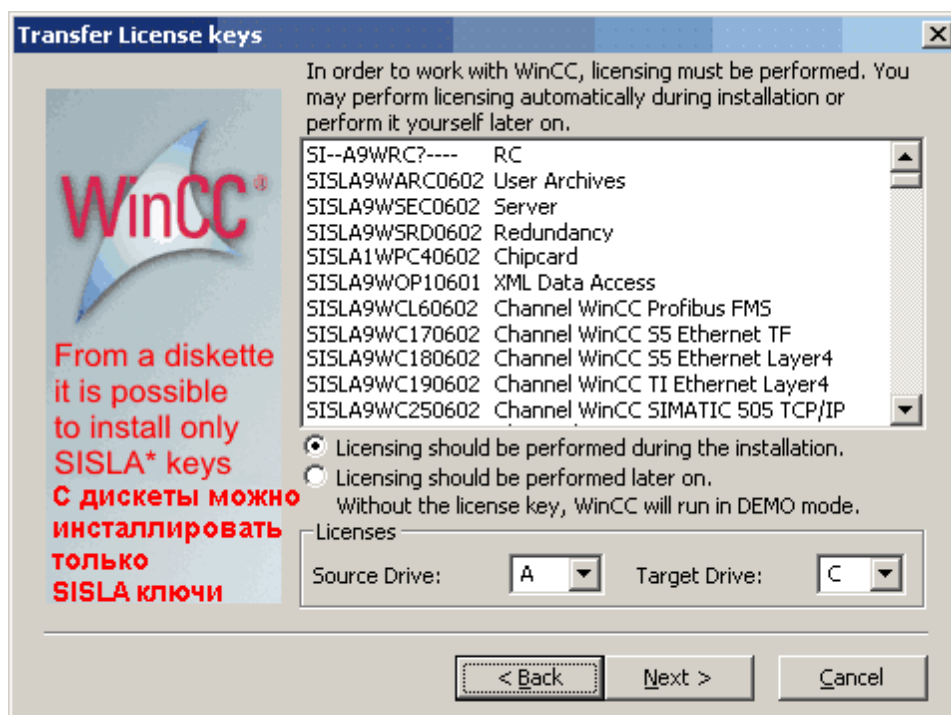 Transfer License keys
In order to work with WinCC, licensing must be performed. You
may perform licensing automatically during installation or
perform it yourself later on.
WinCC®
From a diskette
it is possible
to install only
SISLA* keys
С дискеты можно
инсталлировать
только
SISLA ключи
SI--A9WRC?---- RC
SISLA9WARC0602 User Archives
SISLA9WSEC0602 Server
SISLA9WSRD0602 Redundancy
SISLA1WPC40602 Chipcard
SISLA9WOP10601 XML Data Access
SISLA9WCL60602 Channel WinCC Profibus FMS
SISLA9WC170602 Channel WinCC S5 Ethernet TF
SISLA9WC180602 Channel WinCC S5 Ethernet Layer4
SISLA9WC190602 Channel WinCC TI Ethernet Layer4
SISLA9WC250602 Channel WinCC SIMATIC 505 TCP/IP
Licensing should be performed during the installation.
Licensing should be performed later on.
Without the license key, WinCC will run in DEMO mode.
Licenses
Source Drive: A Target Drive: C
< Back Next > Cancel